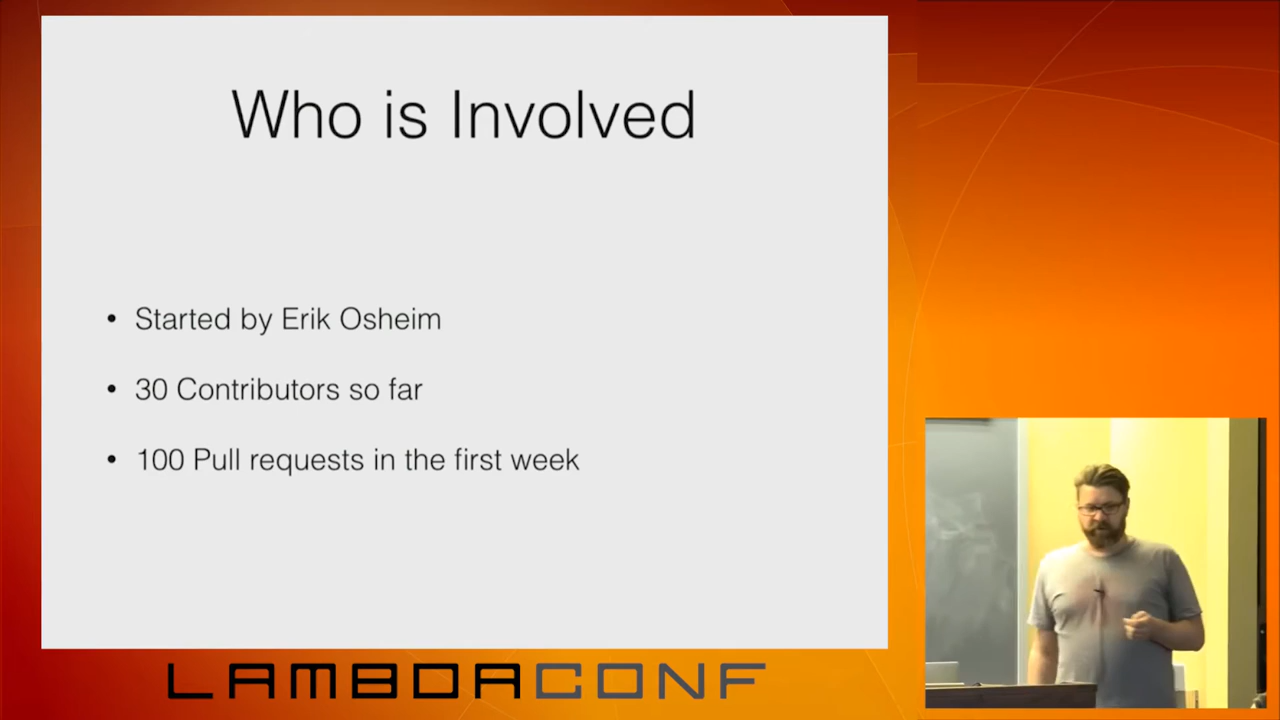 Who is Involved
• Started by Erik Osheim
• 30 Contributors so far
• 100 Pull requests in the first week
LAMBDACONF